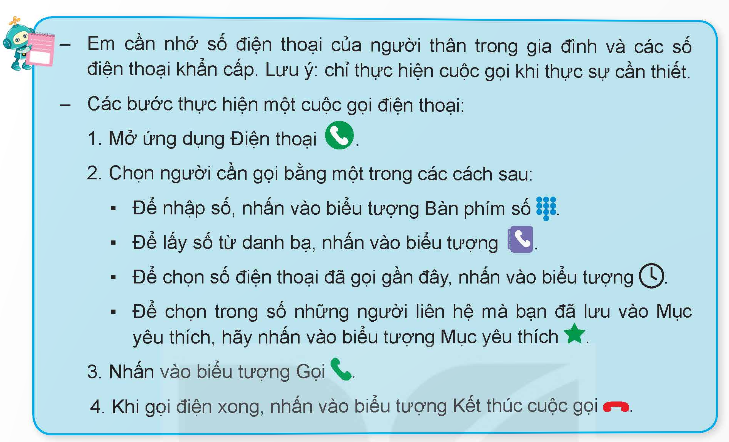 – Em cần nhớ số điện thoại của người thân trong gia đình và các số
điện thoại khẩn cấp. Lưu ý: chỉ thực hiện cuộc gọi khi thực sự cần thiết.
– Các bước thực hiện một cuộc gọi điện thoại:
1. Mở ứng dụng Điện thoại .
2. Chọn người cần gọi bằng một trong các cách sau:
▪ Để nhập số, nhấn vào biểu tượng Bàn phím số .
▪ Để lấy số từ danh bạ, nhấn vào biểu tượng .
▪ Để chọn số điện thoại đã gọi gần đây, nhấn vào biểu tượng .
▪ Để chọn trong số những người liên hệ mà bạn đã lưu vào Mục
yêu thích, hãy nhấn vào biểu tượng Mục yêu thích .
3. Nhấn vào biểu tượng Gọi .
4. Khi gọi điện xong, nhấn vào biểu tượng Kết thúc cuộc gọi .